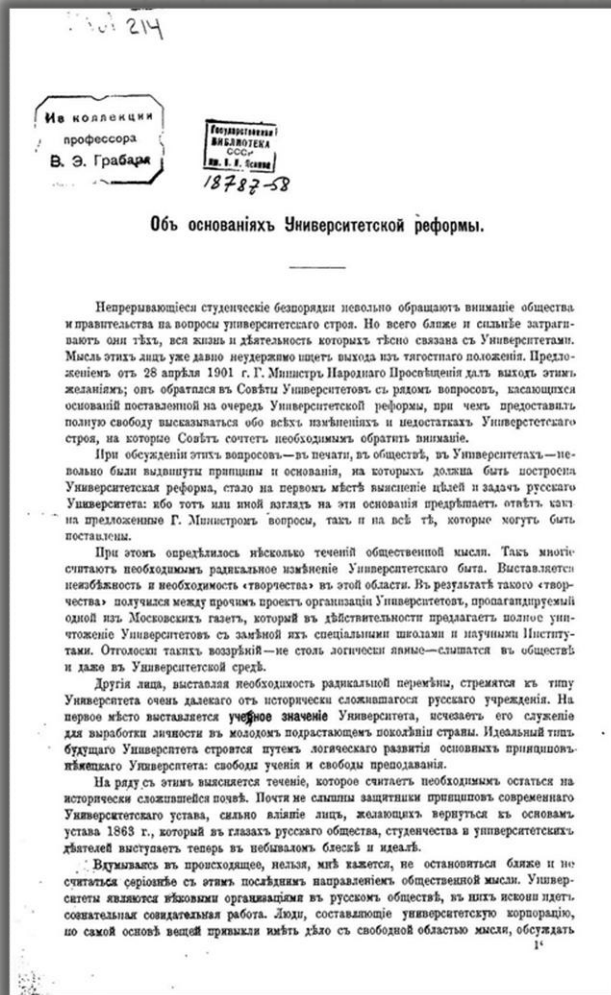 214
Из коллекции
профессора
В. Э. Грабаря
Государственная
БИБЛИОТЕКА
СССР
им. В. И. Ленина
18787-58
Объ основаніяхъ Университетской реформы.
Непрерывающіеся студенческіе безпорядки невольно обращаютъ вниманіе общества
и правительства на вопросы университетскаго строя. Но всего ближе и сильнѣе затраги-
ваютъ они тѣхъ, вся жизнь и дѣятельность которыхъ тѣсно связана съ Университетами.
Мысль этихъ лицъ уже давно неудержимо ищетъ выхода изъ тягостнаго положенія. Предло-
женіемъ отъ 28 апрѣля 1901 г. Г. Министръ Народнаго Просвѣщенія далъ выходъ этимъ
желаніямъ; онъ обратился въ Совѣты Университетовъ съ рядомъ вопросовъ, касающихся
основаній поставленной на очередь Университетской реформы, при чемъ предоставилъ
полную свободу высказываться обо всѣхъ измѣненіяхъ и недостаткахъ Университетскаго
строя, на которые Совѣтъ сочтетъ необходимымъ обратить вниманіе.
При обсужденіи этихъ вопросовъ—въ печати, въ обществѣ, въ Университетахъ—не-
вольно были выдвинуты принципы и основанія, на которыхъ должна быть построена
Университетская реформа, стало на первомъ мѣстѣ выясненіе цѣлей и задачъ русскаго
Университета: ибо тотъ или иной взглядъ на эти основанія предрѣшаетъ отвѣтъ какъ
на предложенные Г. Министромъ вопросы, такъ и на всѣ тѣ, которые могутъ быть
поставлены.
При этомъ опредѣлилось нѣсколько теченій общественной мысли. Такъ многіе
считаютъ необходимымъ радикальное измѣненіе Университетскаго быта. Выставляется
неизбѣжность и необходимость «творчества» въ этой области. Въ результатѣ такого «твор-
чества» получился между прочимъ проектъ организаціи Университетовъ, пропагандируемый
одной изъ Московскихъ газетъ, который въ дѣйствительности предлагаетъ полное уни-
чтоженіе Университетовъ съ замѣной ихъ спеціальными школами и научными Институ-
тами. Отголоски такихъ воззрѣній—не столь логически явные—слышатся въ обществѣ
и даже въ Университетской средѣ.
Другія лица, выставляя необходимость радикальной перемѣны, стремятся къ типу
Университета очень далекаго отъ исторически сложившагося русскаго учрежденія. На
первое мѣсто выставляется ученое значеніе Университета, исчезаетъ его служеніе
для выработки личности въ молодомъ подрастающемъ поколѣніи страны. Идеальный типъ
будущаго Университета строится путемъ логическаго развитія основныхъ принциповъ
нѣмецкаго Университета: свободы ученія и свободы преподаванія.
На ряду съ этимъ выясняется теченіе, которое считаетъ необходимымъ остаться на
исторически сложившейся почвѣ. Почти не слышны защитники принциповъ современнаго
Университетскаго устава, сильно вліяніе лицъ, желающихъ вернуться къ основамъ
устава 1863 г., который въ глазахъ русскаго общества, студенчества и университетскихъ
дѣятелей выступаетъ теперь въ небываломъ блескѣ и идеалѣ.
Вдумываясь въ происходящее, нельзя, мнѣ кажется, не остановиться ближе и не
считаться серіознѣе съ этимъ послѣднимъ направленіемъ общественной мысли. Универ-
ситеты являются вѣковыми организаціями въ русскомъ обществѣ, въ нихъ искони идетъ
сознательная созидательная работа. Люди, составляющіе университетскую корпорацію,
по самой основѣ вещей привыкли имѣть дѣло съ свободной областью мысли, обсуждать
1*